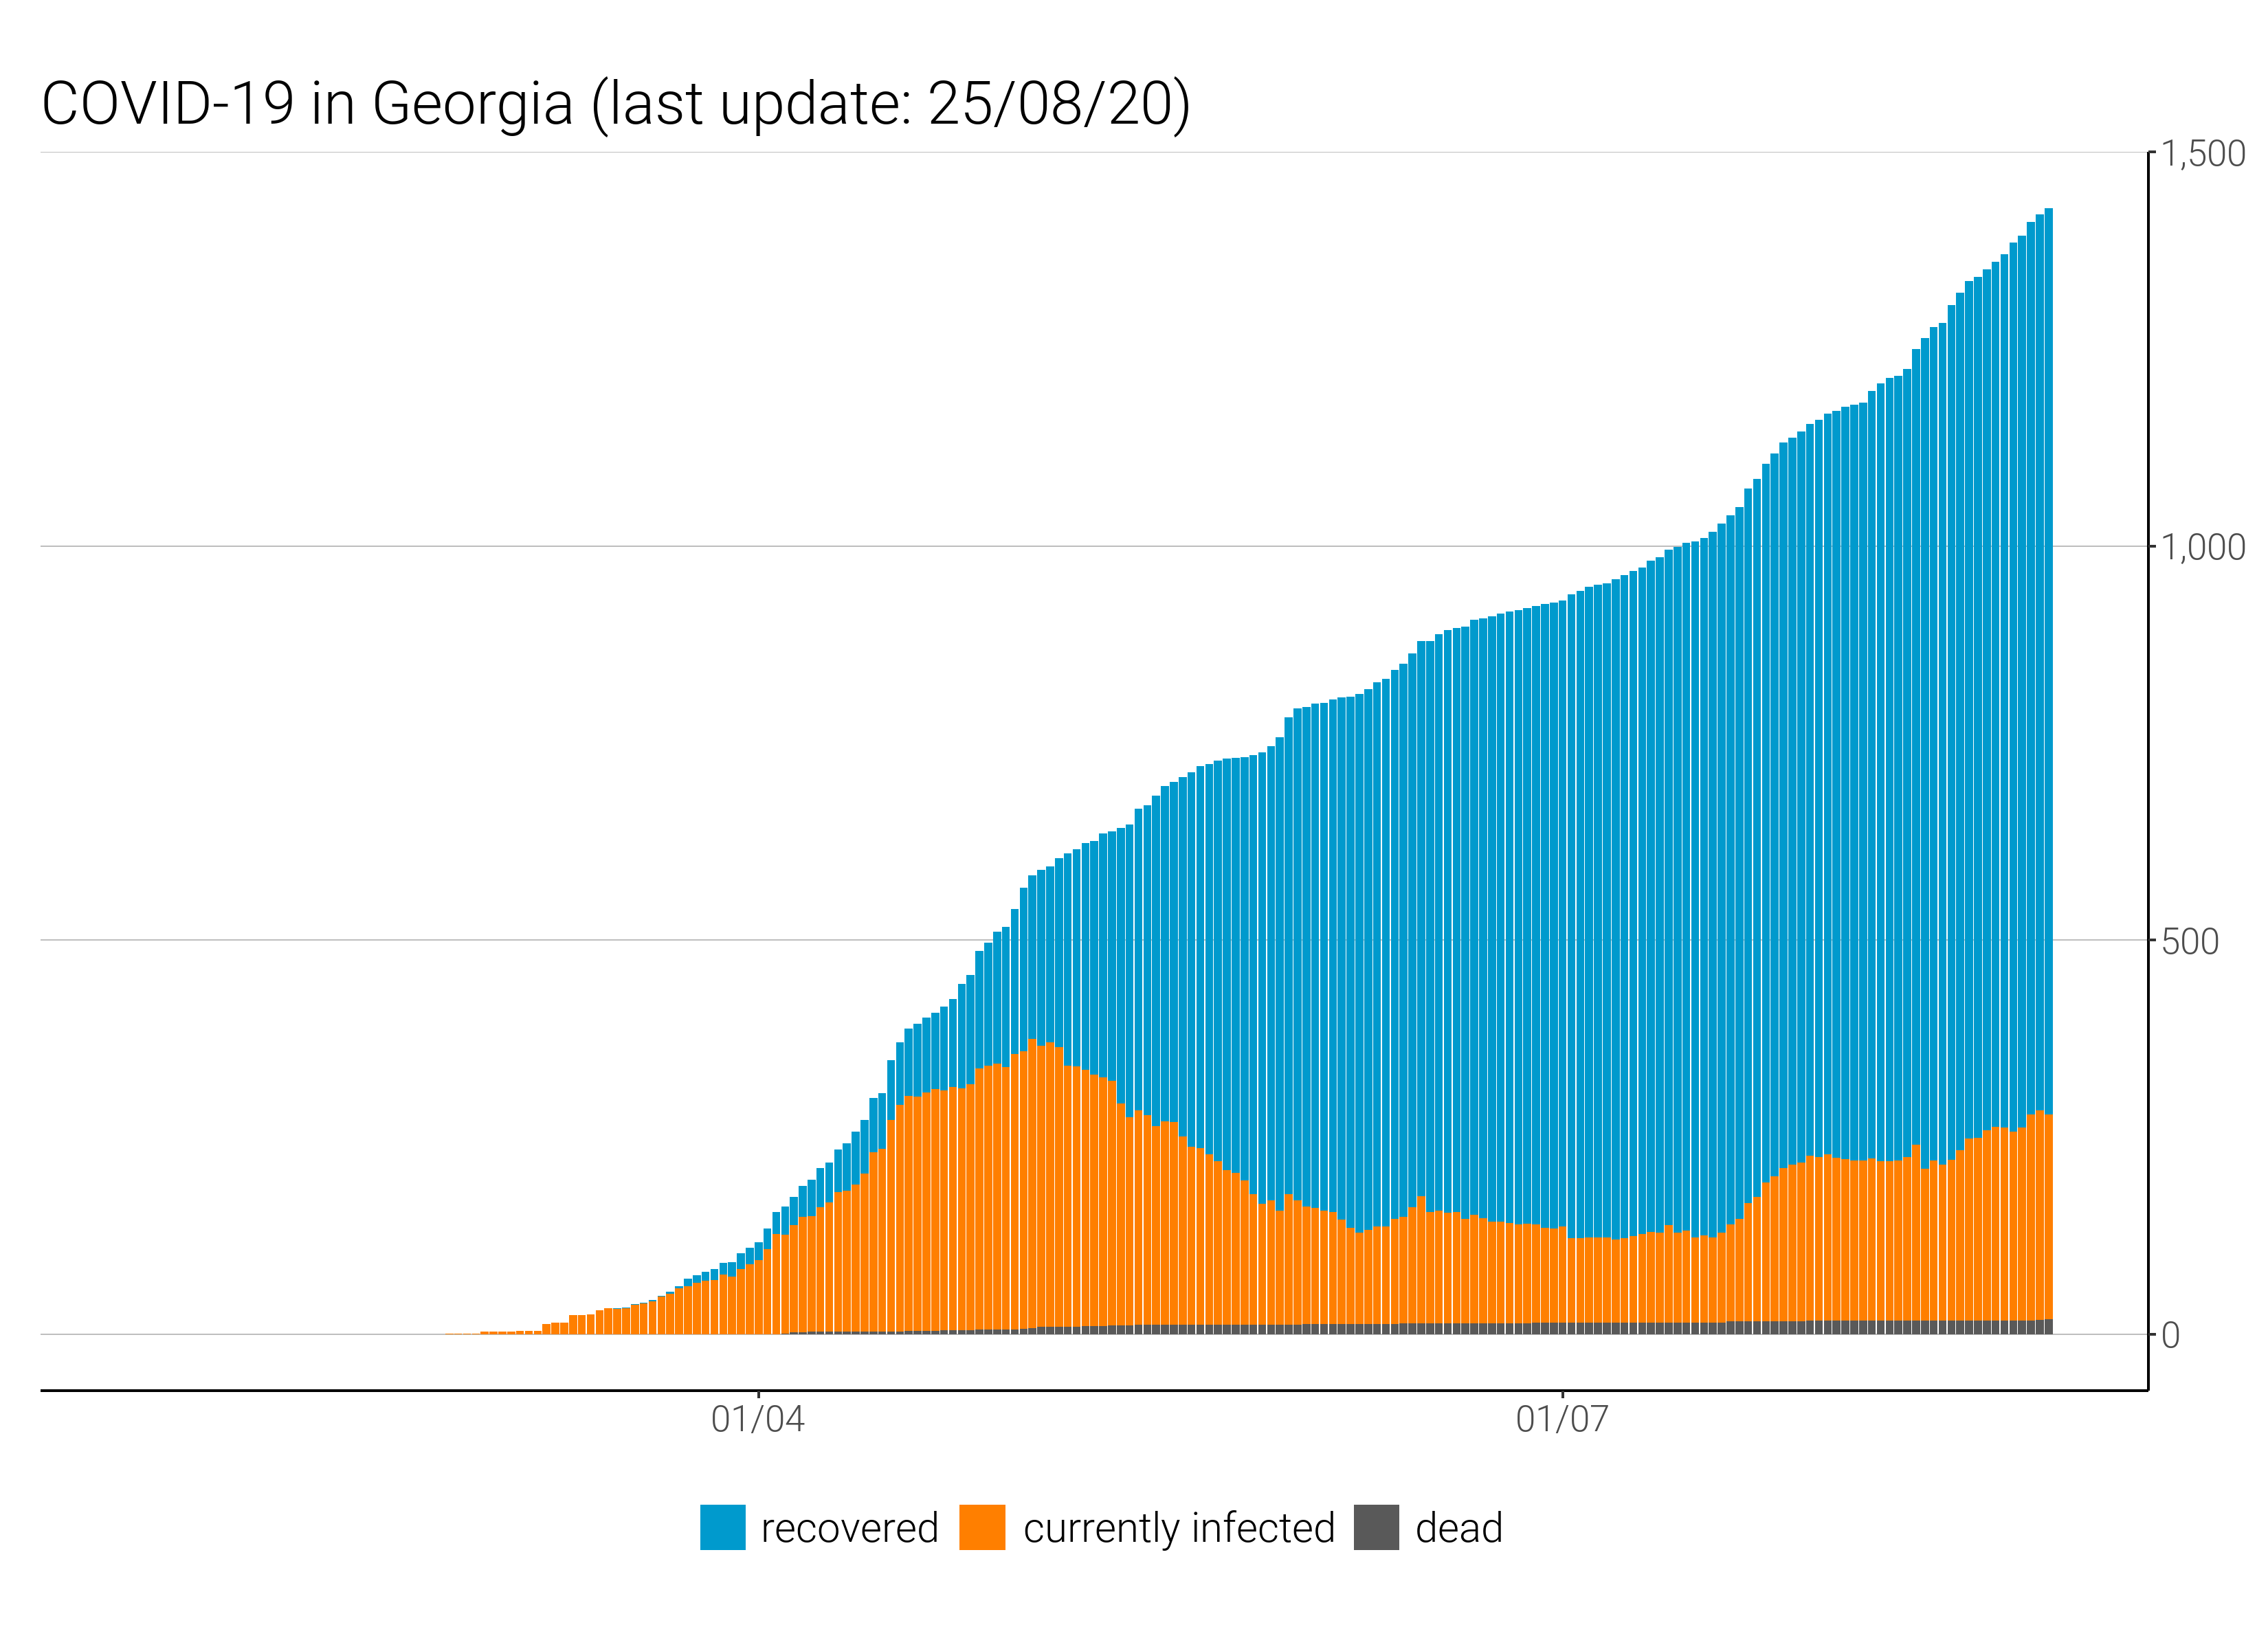 COVID-19 in Georgia (last update: 25/08/20)
1,500
1,000
500
0
01/04 01/07
recovered currently infected dead